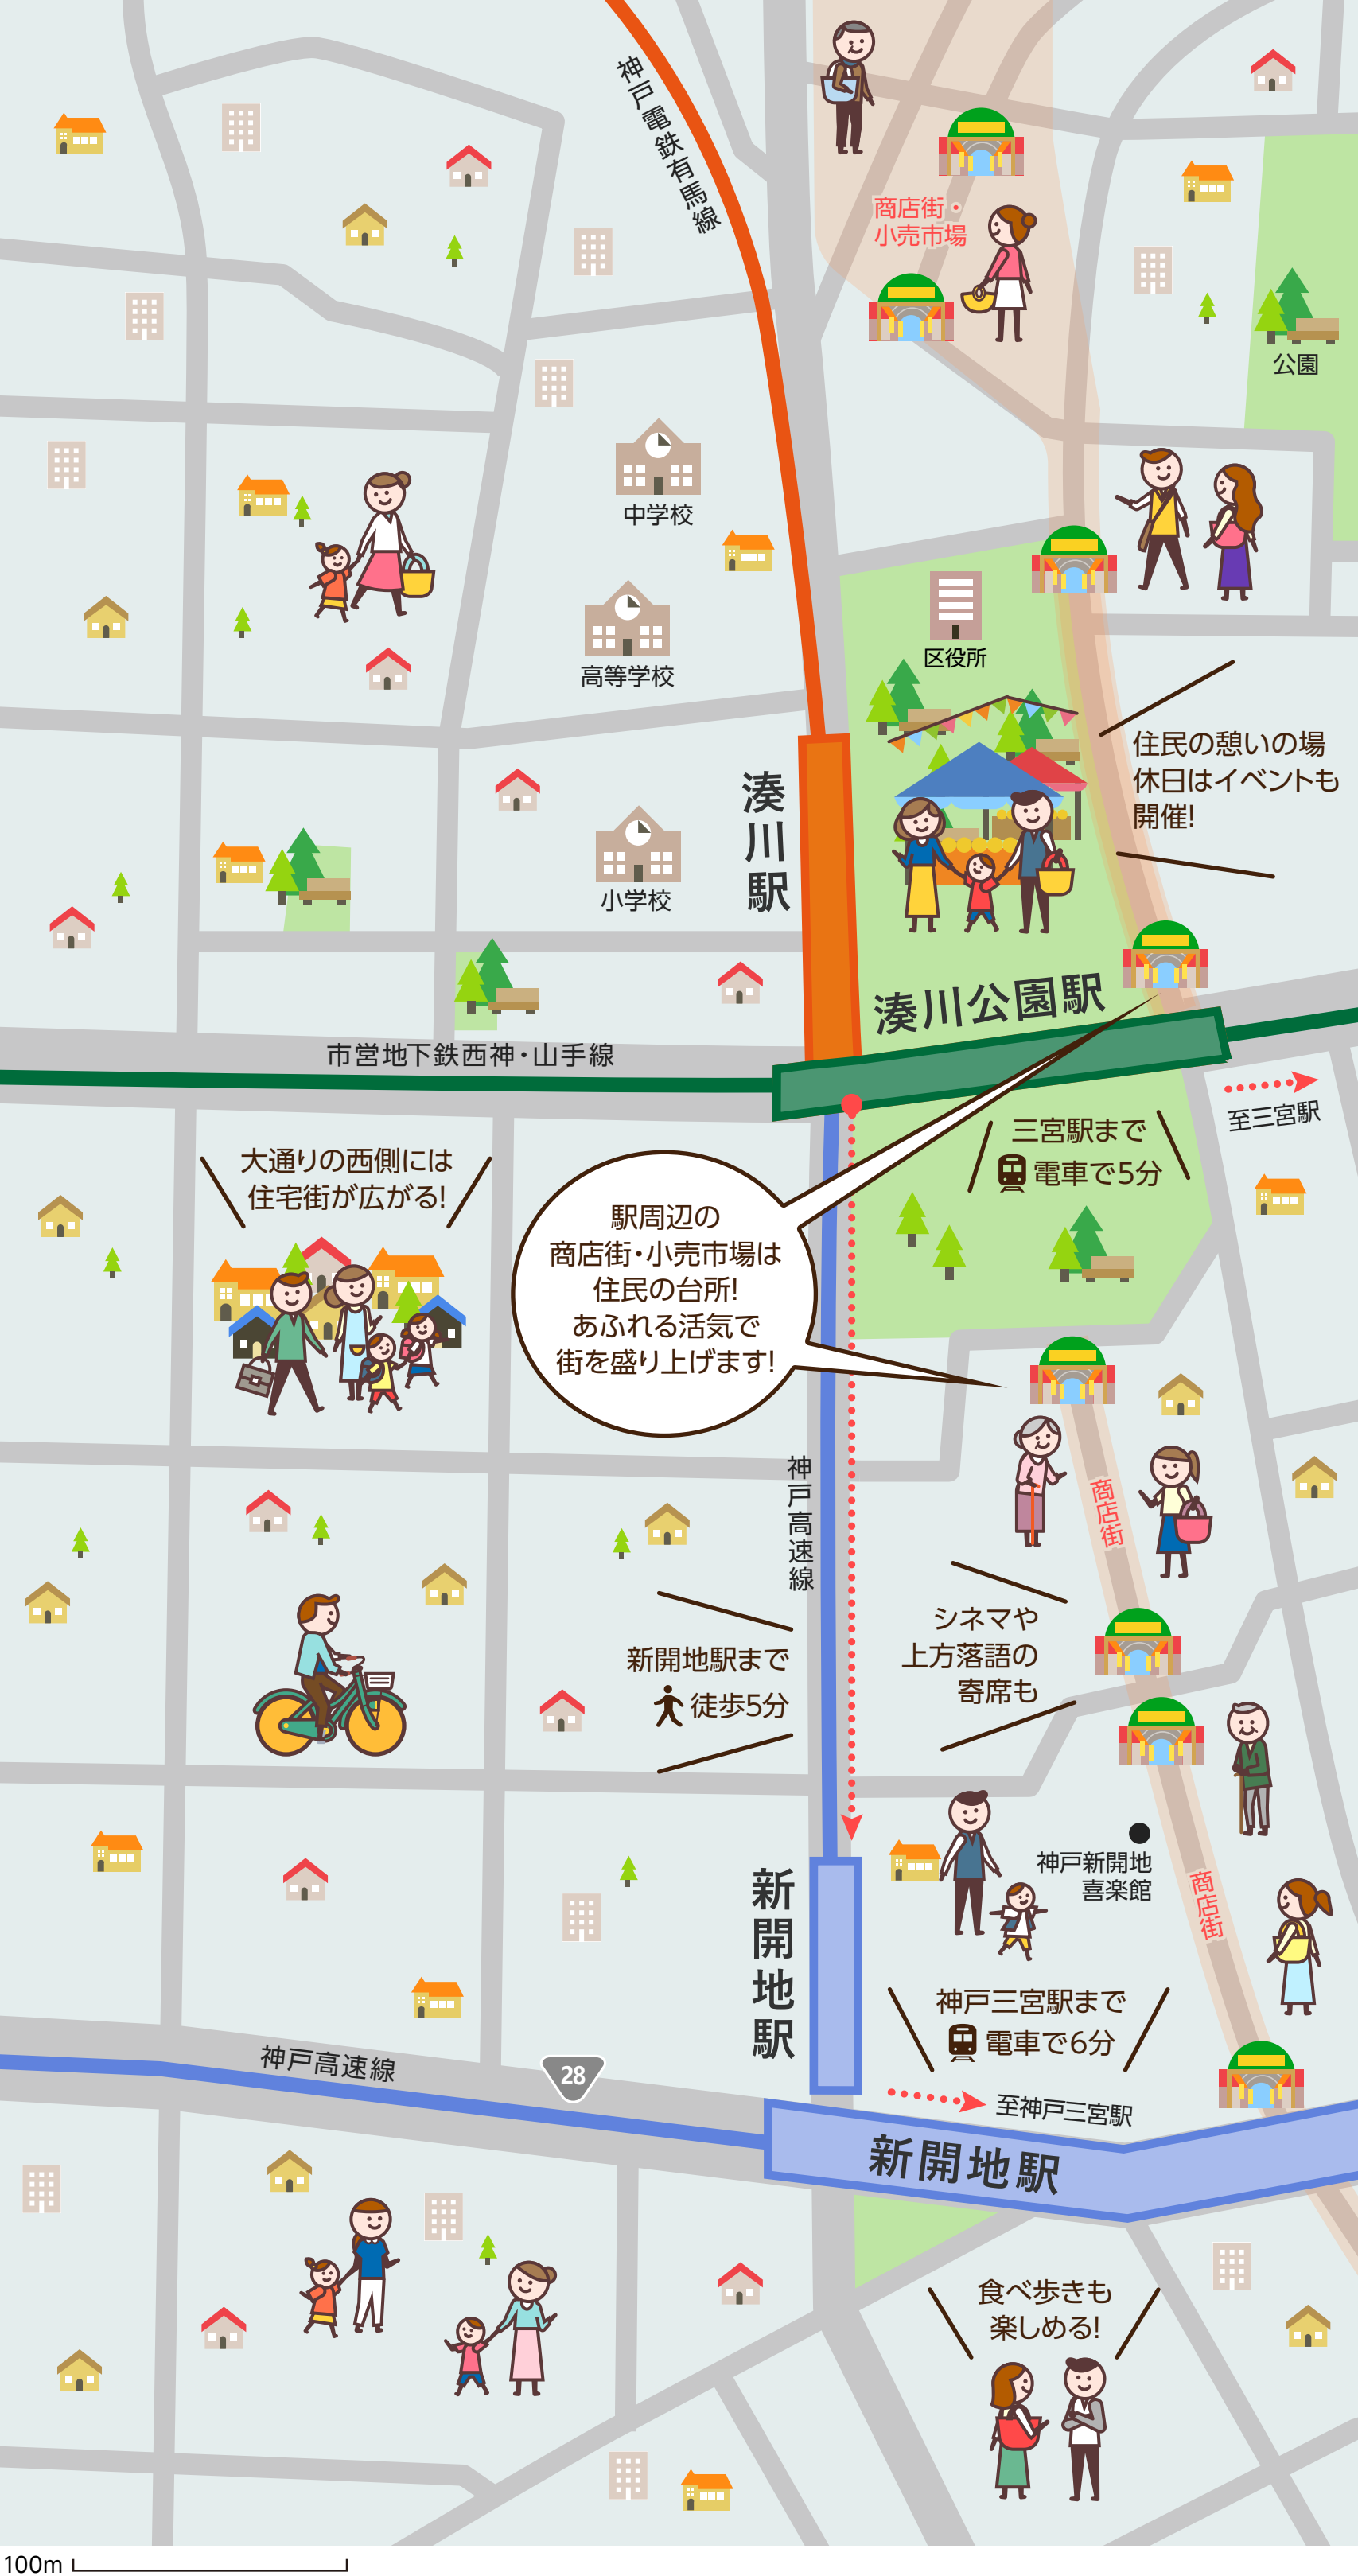 神戸電鉄有馬線
商店街・
小売市場
公園
中学校
区役所
高等学校
住民の憩いの場
休日はイベントも
開催!
湊川駅
小学校
湊川公園駅
市営地下鉄西神・山手線
至三宮駅
三宮駅まで
電車で5分
大通りの西側には
住宅街が広がる!
駅周辺の
商店街・小売市場は
住民の台所!
あふれる活気で
街を盛り上げます!
神戸高速線
商店街
シネマや
上方落語の
寄席も
新開地駅まで
徒歩5分
神戸新開地
喜楽館
商店街
新開地駅
神戸三宮駅まで
電車で6分
神戸高速線
28
至神戸三宮駅
新開地駅
食べ歩きも
楽しめる!
100m